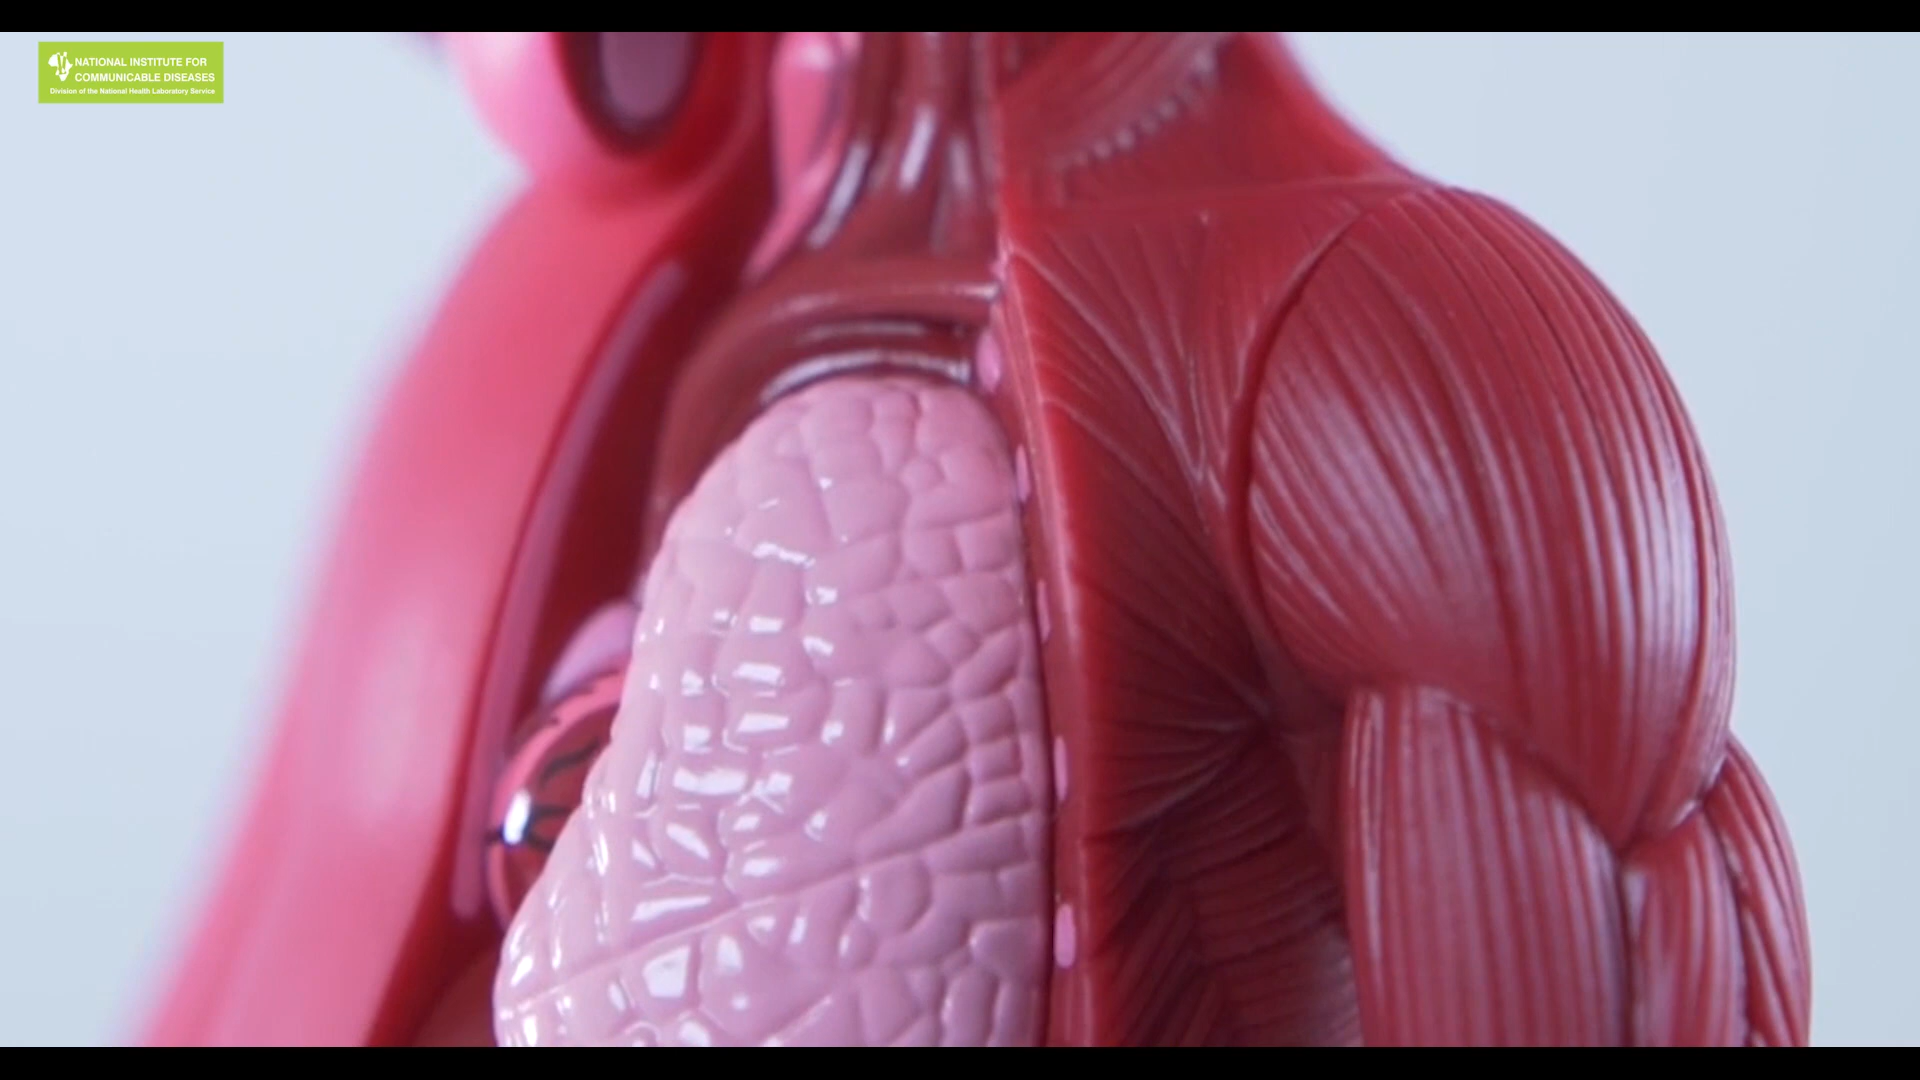 NATIONAL INSTITUTE FOR
COMMUNICABLE DISEASES
Division of the National Health Laboratory Service